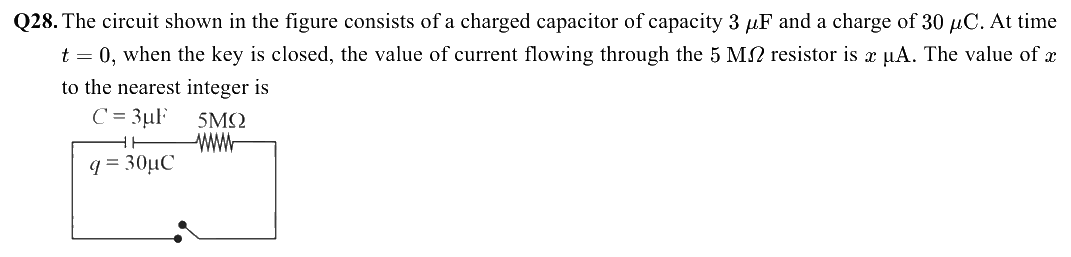 Q28. The circuit shown in the figure consists of a charged capacitor of capacity 3 μF and a charge of 30 μC. At time
t = 0, when the key is closed, the value of current flowing through the 5 MΩ resistor is x μA. The value of x
to the nearest integer is
C = 3μF 5MΩ
q = 30μC